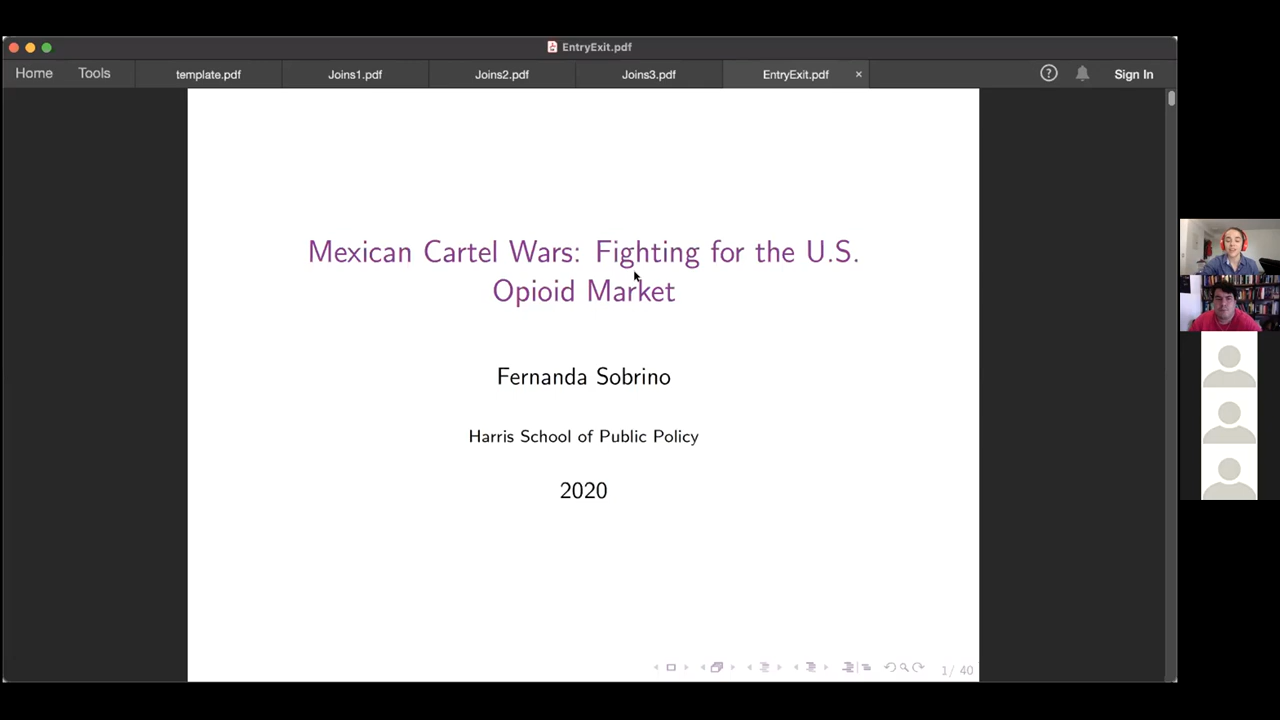 EntryExit.pdf
Home Tools template.pdf Joins1.pdf Joins2.pdf Joins3.pdf EntryExit.pdf × ? Sign In
Mexican Cartel Wars: Fighting for the U.S.
Opioid Market
Fernanda Sobrino
Harris School of Public Policy
2020
1 / 40